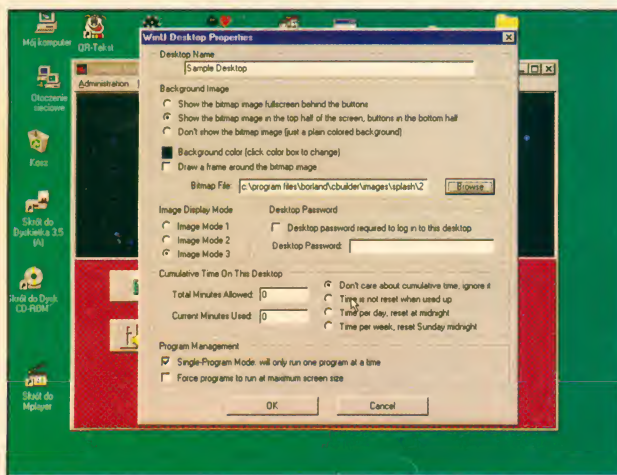 Mój komputer
QR-Tekst
Otoczenie
sieciowe
Kosz
Skrót do
Dyskietka 3,5
(A)
Skrót do Dysk
CD-ROM
Skrót do
Mplayer
Administration
WinU Desktop Properties
Desktop Name
Sample Desktop
Background Image
Show the bitmap image fullscreen behind the buttons
Show the bitmap image in the top half of the screen, buttons in the bottom half
Don't show the bitmap image (just a plain colored background)
Background color (click color box to change)
Draw a frame around the bitmap image
Bitmap File: c:\program files\borland\cbuilder\images\splash\2
Browse
Image Display Mode
Image Mode 1
Image Mode 2
Image Mode 3
Desktop Password
Desktop password required to log in to this desktop
Desktop Password:
Cumulative Time On This Desktop
Total Minutes Allowed: 0
Current Minutes Used: 0
Don't care about cumulative time, ignore it
Time is not reset when used up
Time per day, reset at midnight
Time per week, reset Sunday midnight
Program Management
Single-Program Mode: will only run one program at a time
Force programs to run at maximum screen size
OK
Cancel